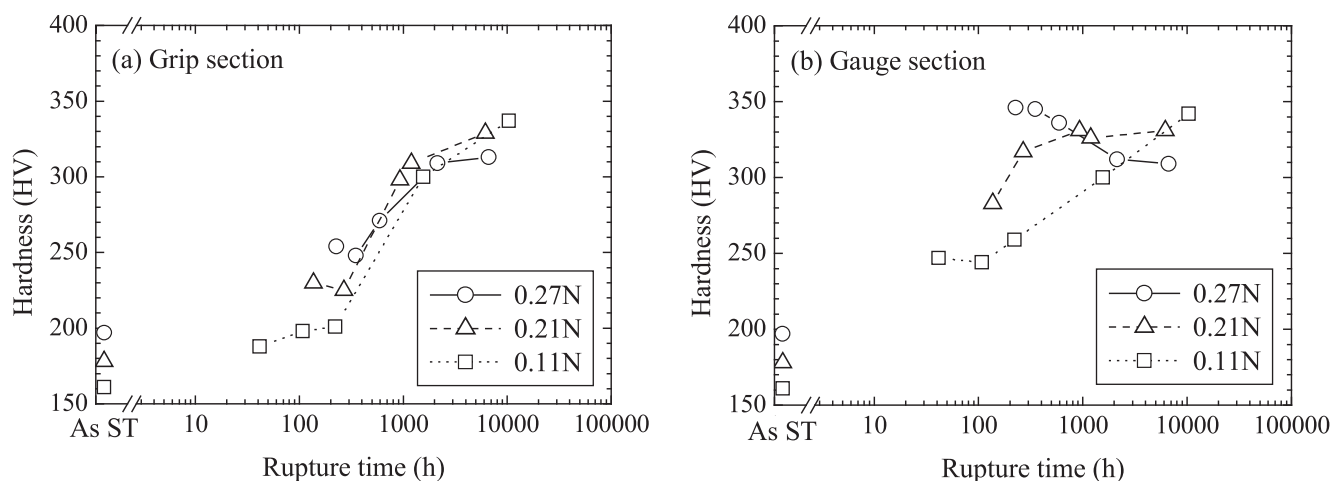 400
350
300
250
200
150
Hardness (HV)
(a) Grip section
0.27N
0.21N
0.11N
As ST 10 100 1000 10000 100000
Rupture time (h)
400
350
300
250
200
150
Hardness (HV)
(b) Gauge section
0.27N
0.21N
0.11N
As ST 10 100 1000 10000 100000
Rupture time (h)